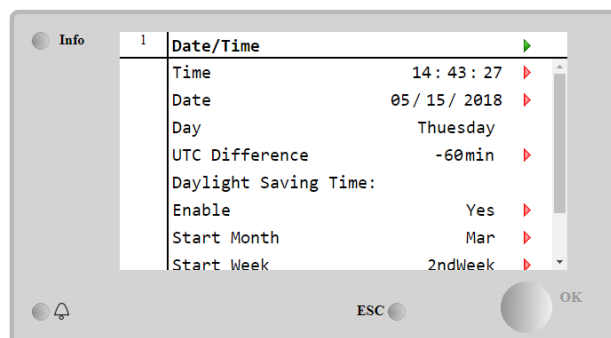 Info
1 Date/Time
Time 14:43:27
Date 05/15/2018
Day Thuesday
UTC Difference -60min
Daylight Saving Time:
Enable Yes
Start Month Mar
Start Week 2ndWeek
ESC OK